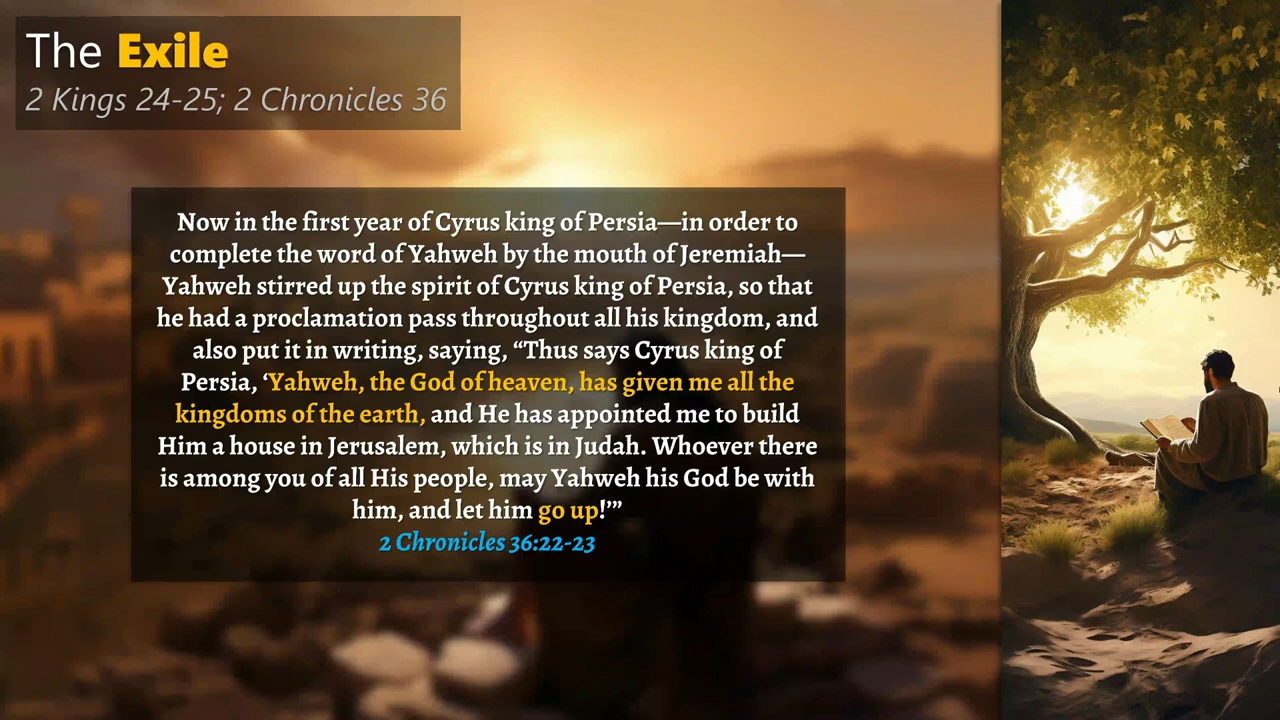 The Exile
2 Kings 24-25; 2 Chronicles 36
Now in the first year of Cyrus king of Persia—in order to
complete the word of Yahweh by the mouth of Jeremiah—
Yahweh stirred up the spirit of Cyrus king of Persia, so that
he had a proclamation pass throughout all his kingdom, and
also put it in writing, saying, “Thus says Cyrus king of
Persia, ‘Yahweh, the God of heaven, has given me all the
kingdoms of the earth, and He has appointed me to build
Him a house in Jerusalem, which is in Judah. Whoever there
is among you of all His people, may Yahweh his God be with
him, and let him go up!’”
2 Chronicles 36:22-23